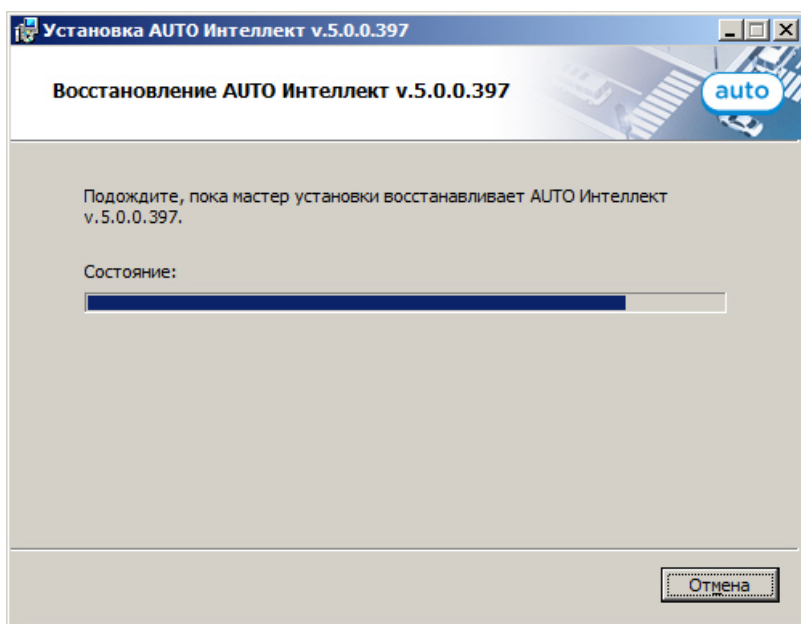 Установка AUTO Интеллект v.5.0.0.397
Восстановление AUTO Интеллект v.5.0.0.397
auto
Подождите, пока мастер установки восстанавливает AUTO Интеллект
v.5.0.0.397.
Состояние:
Отмена